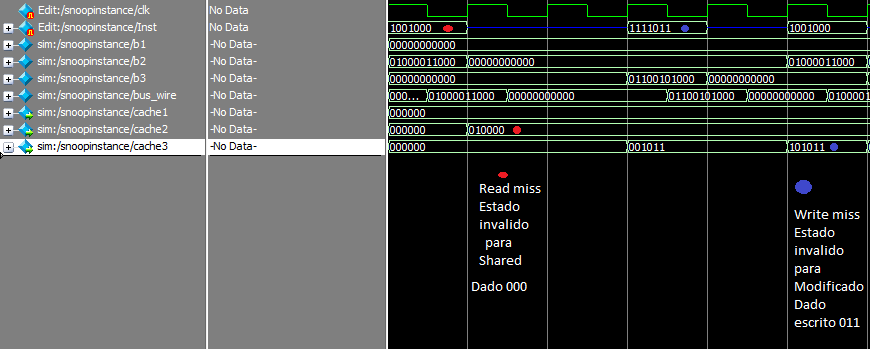 Edit:/snoopinstance/clk No Data
Edit:/snoopinstance/Inst No Data 1001000 1111011 1001000
sim:/snoopinstance/b1 -No Data- 00000000000
sim:/snoopinstance/b2 -No Data- 01000011000 00000000000 01000011000
sim:/snoopinstance/b3 -No Data- 00000000000 01100101000 00000000000
sim:/snoopinstance/bus_wire -No Data- 000... 01000011000 00000000000 01100101000 00000000000 0100001100
sim:/snoopinstance/cache1 -No Data- 000000
sim:/snoopinstance/cache2 -No Data- 000000 010000
sim:/snoopinstance/cache3 -No Data- 000000 001011 101011
Read miss
Estado
invalido
para
Shared
Dado 000
Write miss
Estado
invalido
para
Modificado
Dado
escrito 011